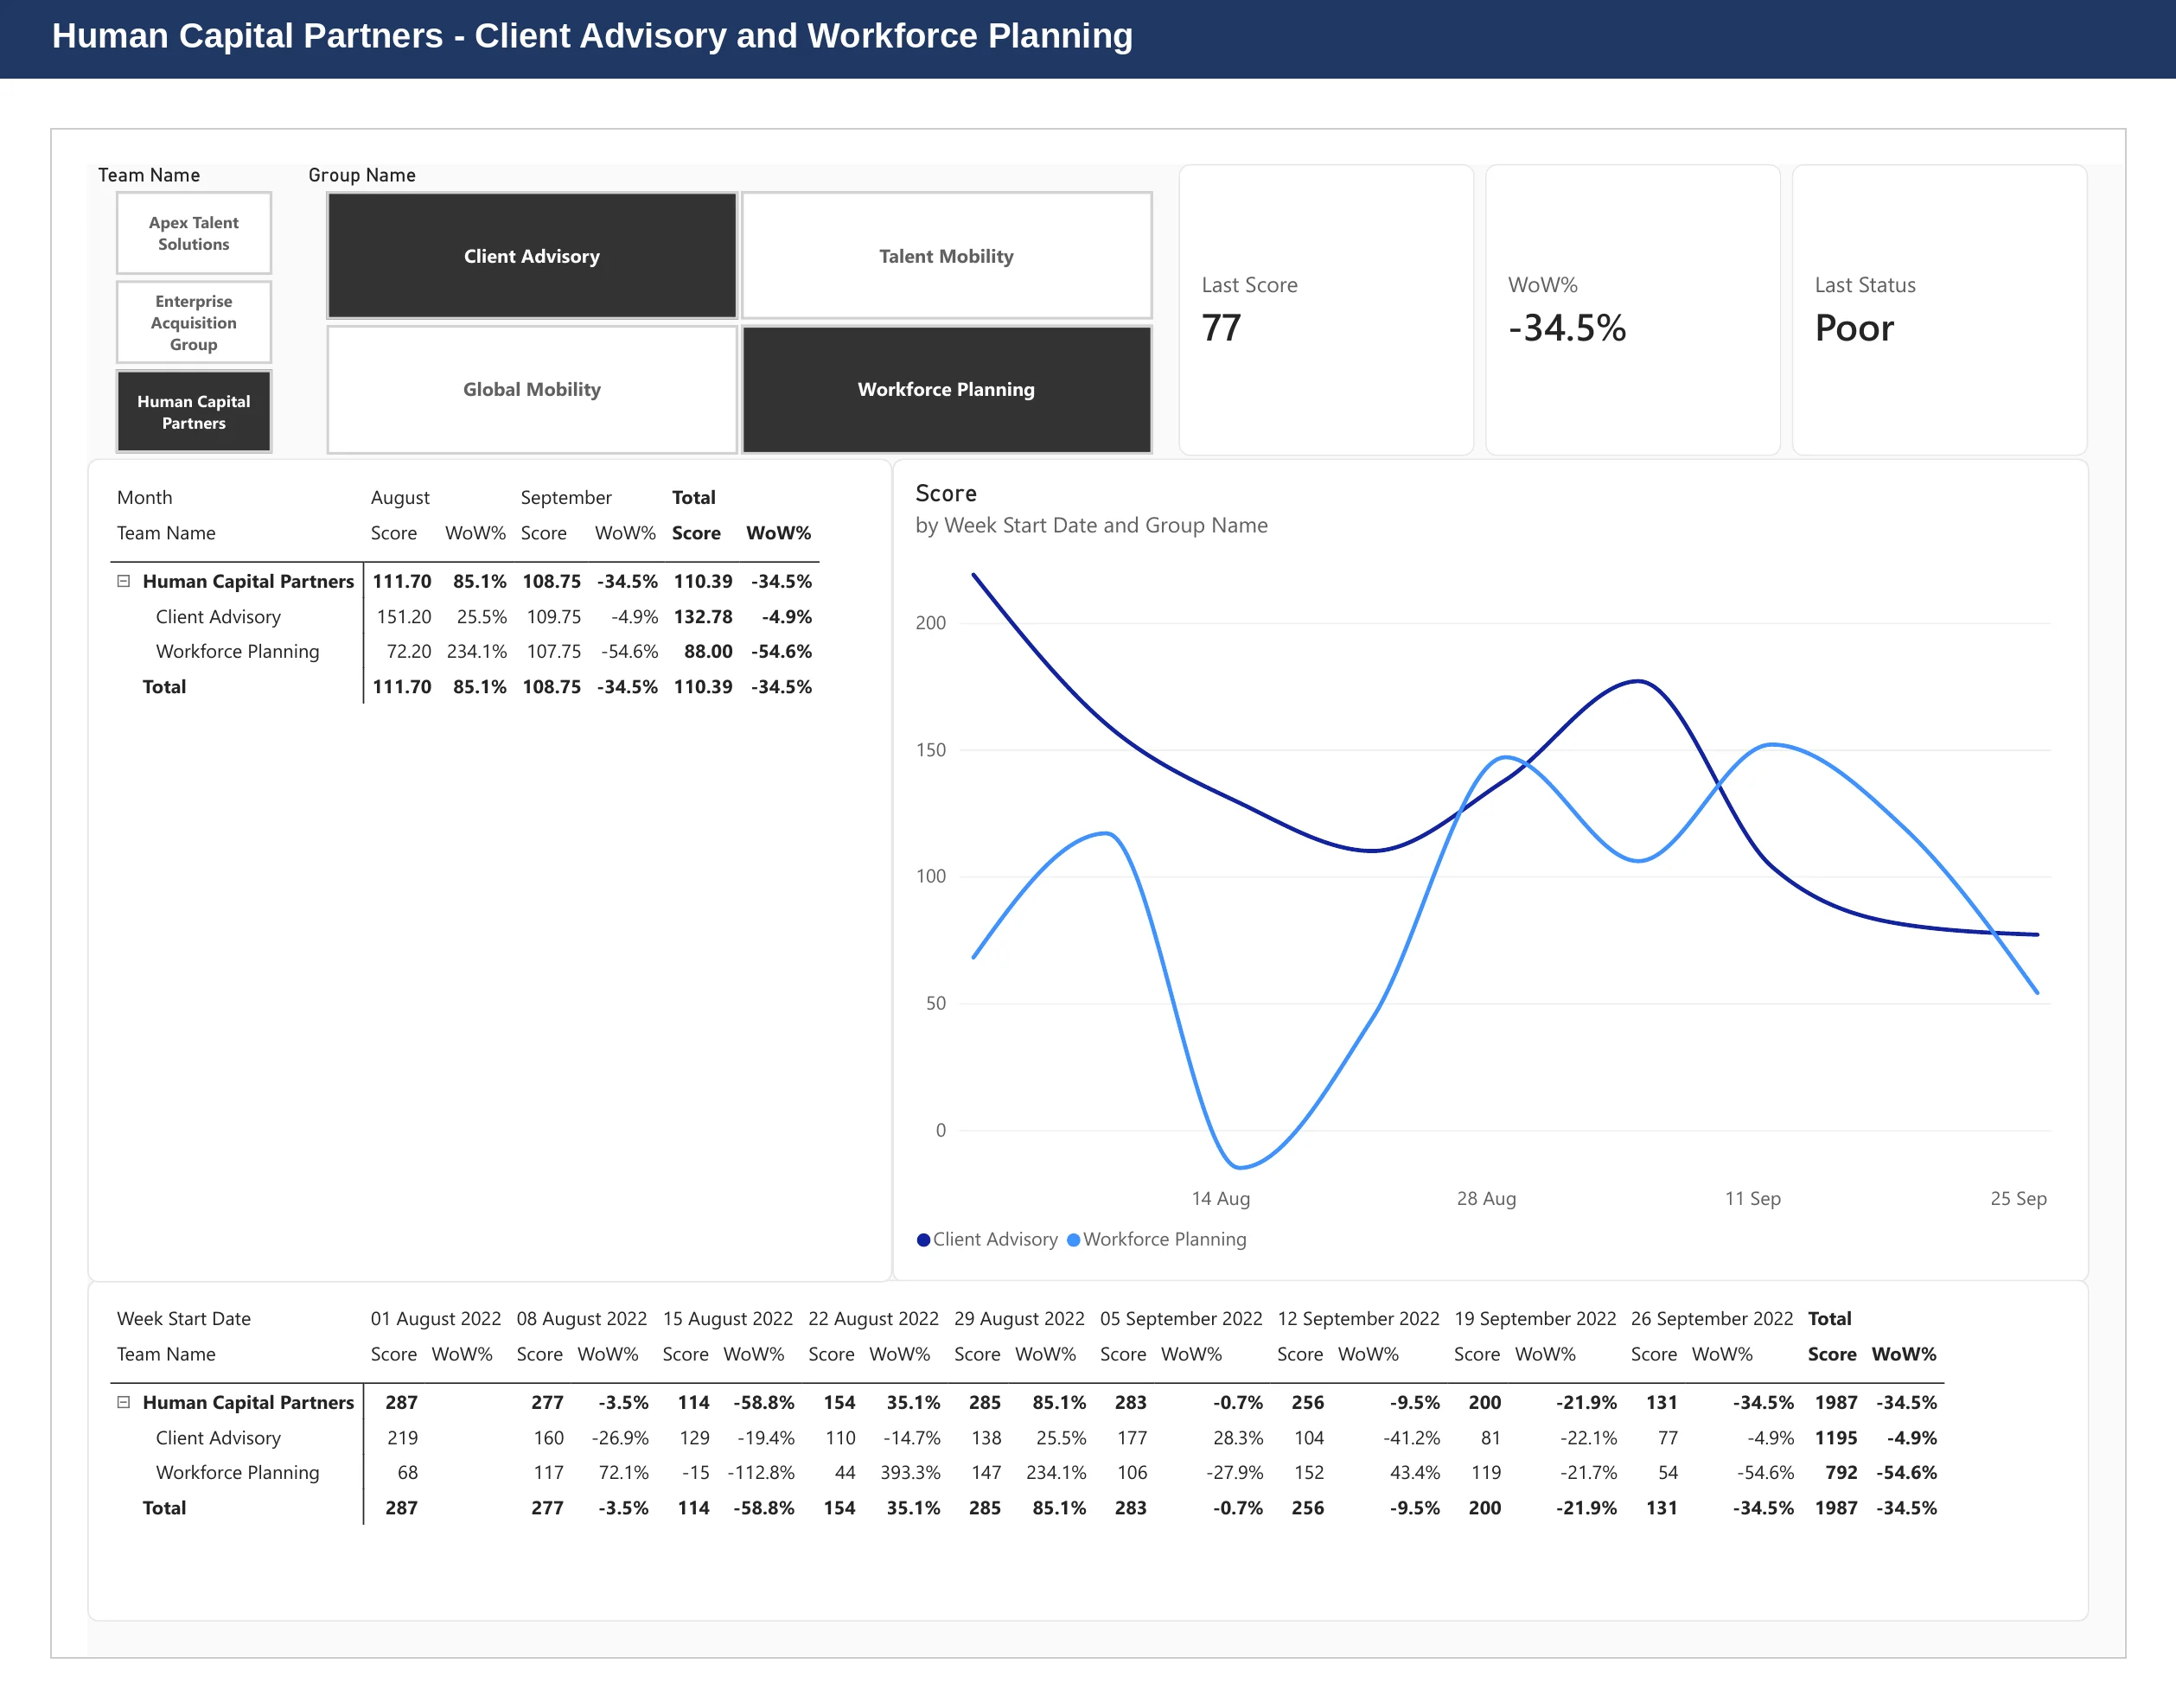 Human Capital Partners - Client Advisory and Workforce Planning
Team Name
Group Name
Apex Talent
Solutions
Enterprise
Acquisition
Group
Human Capital
Partners
Client Advisory
Talent Mobility
Global Mobility
Workforce Planning
Last Score
77
WoW%
-34.5%
Last Status
Poor
Month August September Total
Team Name Score WoW% Score WoW% Score WoW%
Human Capital Partners 111.70 85.1% 108.75 -34.5% 110.39 -34.5%
Client Advisory 151.20 25.5% 109.75 -4.9% 132.78 -4.9%
Workforce Planning 72.20 234.1% 107.75 -54.6% 88.00 -54.6%
Total 111.70 85.1% 108.75 -34.5% 110.39 -34.5%
Score
by Week Start Date and Group Name
200
150
100
50
0
14 Aug 28 Aug 11 Sep 25 Sep
Client Advisory Workforce Planning
Week Start Date 01 August 2022 08 August 2022 15 August 2022 22 August 2022 29 August 2022 05 September 2022 12 September 2022 19 September 2022 26 September 2022 Total
Team Name Score WoW% Score WoW% Score WoW% Score WoW% Score WoW% Score WoW% Score WoW% Score WoW% Score WoW% Score WoW%
Human Capital Partners 287 277 -3.5% 114 -58.8% 154 35.1% 285 85.1% 283 -0.7% 256 -9.5% 200 -21.9% 131 -34.5% 1987 -34.5%
Client Advisory 219 160 -26.9% 129 -19.4% 110 -14.7% 138 25.5% 177 28.3% 104 -41.2% 81 -22.1% 77 -4.9% 1195 -4.9%
Workforce Planning 68 117 72.1% -15 -112.8% 44 393.3% 147 234.1% 106 -27.9% 152 43.4% 119 -21.7% 54 -54.6% 792 -54.6%
Total 287 277 -3.5% 114 -58.8% 154 35.1% 285 85.1% 283 -0.7% 256 -9.5% 200 -21.9% 131 -34.5% 1987 -34.5%